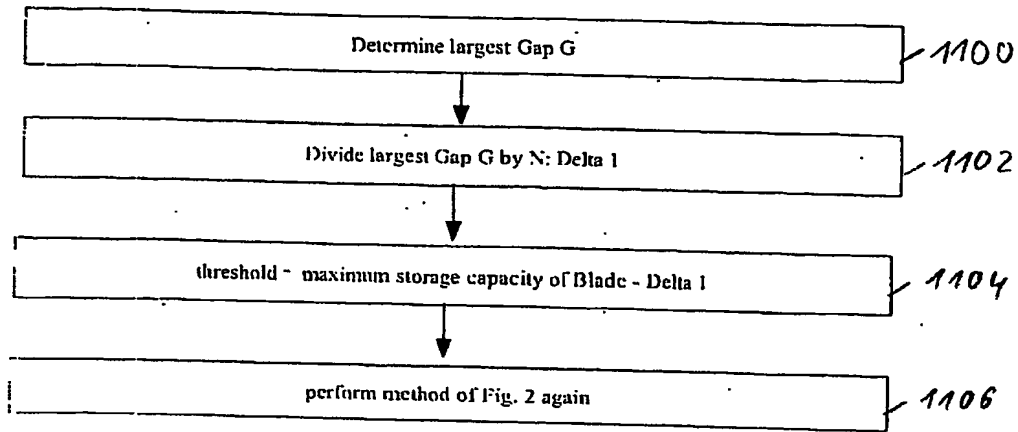 Determine largest Gap G
1100
Divide largest Gap G by N: Delta 1
1102
threshold - maximum storage capacity of Blade - Delta 1
1104
perform method of Fig. 2 again
1106